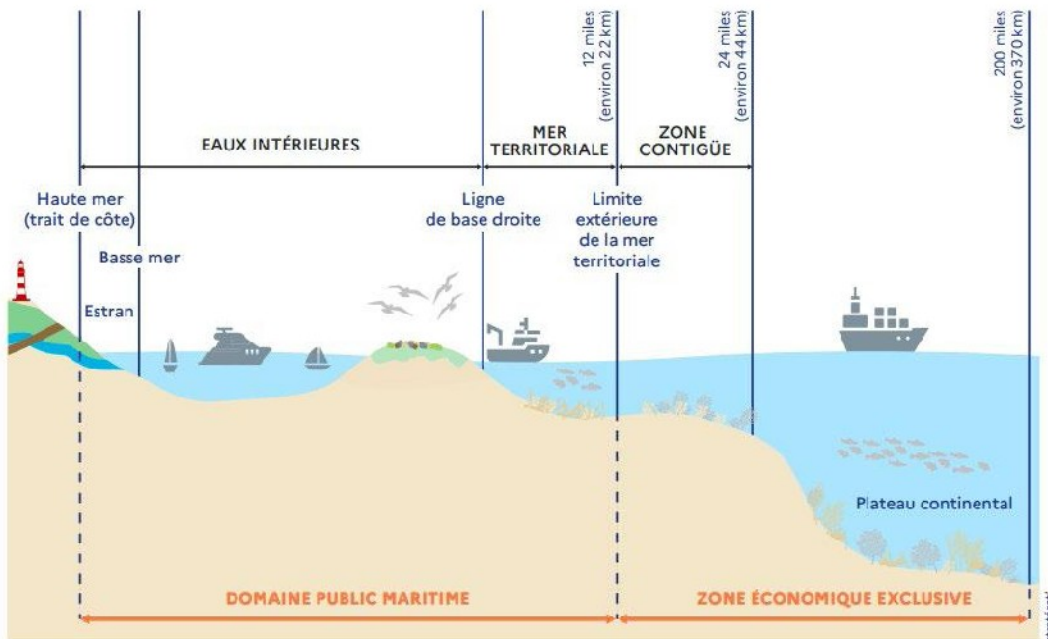 12 miles
(environ 22 km)
24 miles
(environ 44 km)
200 miles
(environ 370 km)
EAUX INTÉRIEURES
MER
TERRITORIALE
ZONE
CONTIGÜE
Haute mer
(trait de côte)
Basse mer
Estran
Ligne
de base droite
Limite
extérieure
de la mer
territoriale
Plateau continental
DOMAINE PUBLIC MARITIME
ZONE ÉCONOMIQUE EXCLUSIVE